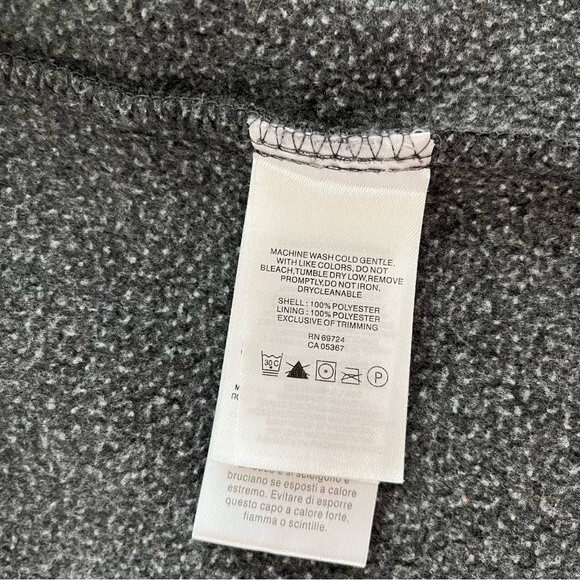 MACHINE WASH COLD GENTLE,
WITH LIKE COLORS, DO NOT
BLEACH,TUMBLE DRY LOW,REMOVE
PROMPTLY,DO NOT IRON,
DRYCLEANABLE
SHELL : 100% POLYESTER
LINING : 100% POLYESTER
EXCLUSIVE OF TRIMMING
RN 69724
CA 05367
30C
P
bruciano se esposti a calore
estremo. Evitare di esporre
questo capo a calore forte,
fiamma o scintille.